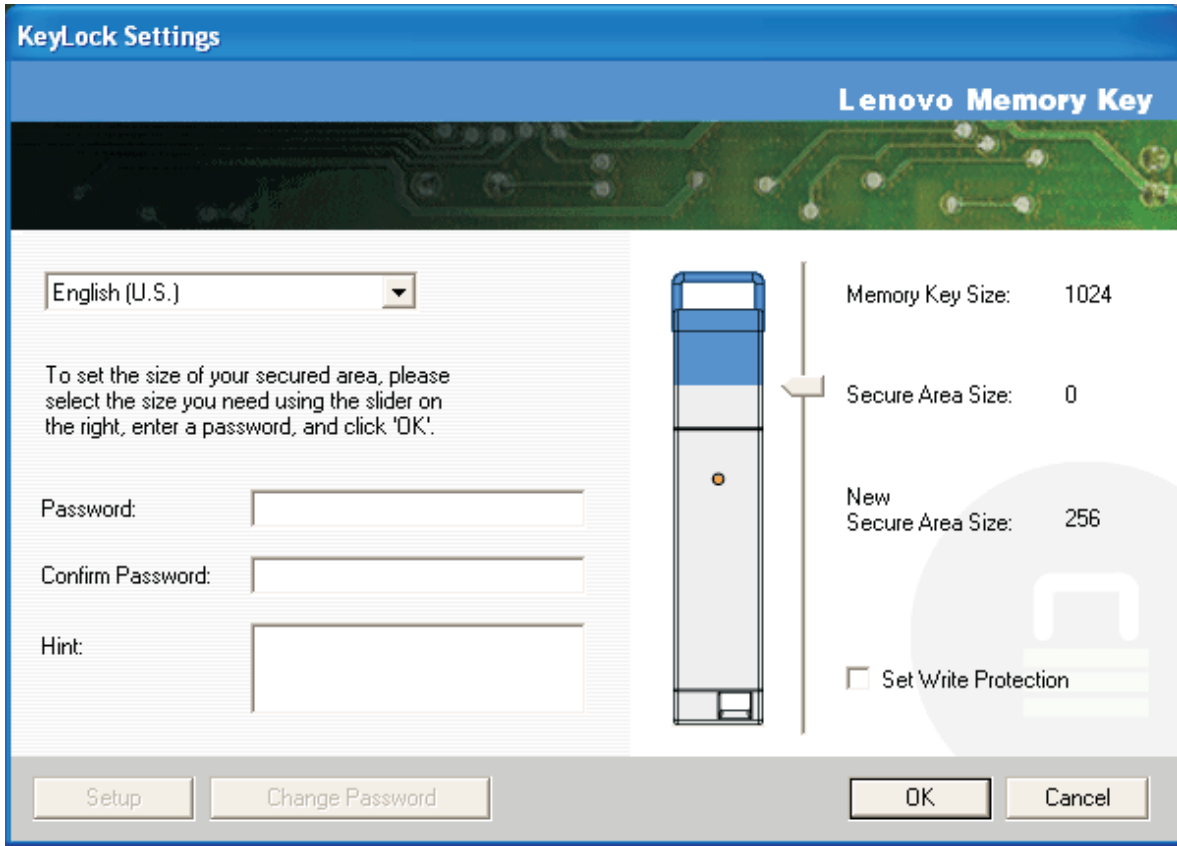 KeyLock Settings
Lenovo Memory Key
English (U.S.)
To set the size of your secured area, please
select the size you need using the slider on
the right, enter a password, and click 'OK'.
Password:
Confirm Password:
Hint:
Memory Key Size: 1024
Secure Area Size: 0
New
Secure Area Size: 256
Set Write Protection
Setup
Change Password
OK
Cancel